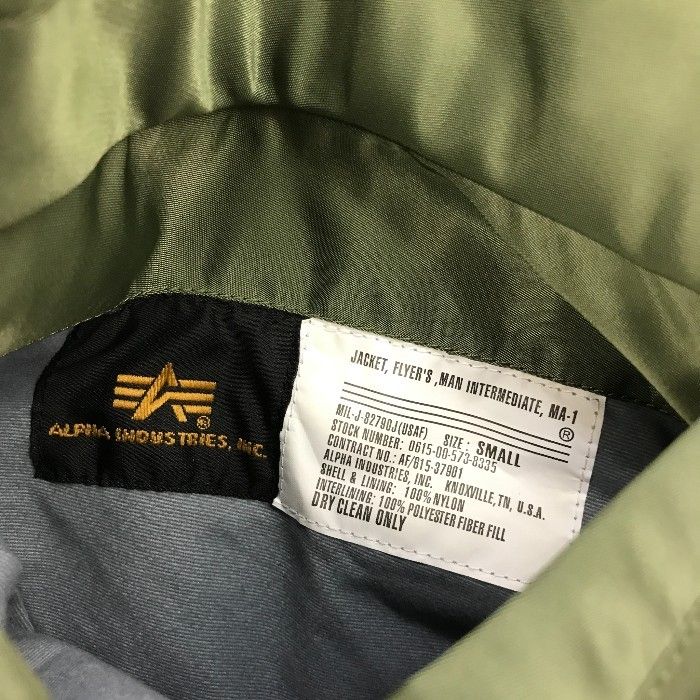 ALPHA INDUSTRIES, INC.
®
JACKET, FLYER'S ,MAN INTERMEDIATE, MA-1
®
MIL-J-8279DJ(USAF) SIZE: SMALL
STOCK NUMBER: 0615-00-573-8335
CONTRACT NO.: AF/615-37901
ALPHA INDUSTRIES, INC. KNOXVILLE,TN, U.S.A.
SHELL & LINING: 100% NYLON
INTERLINING: 100% POLYESTER FIBER FILL
DRY CLEAN ONLY